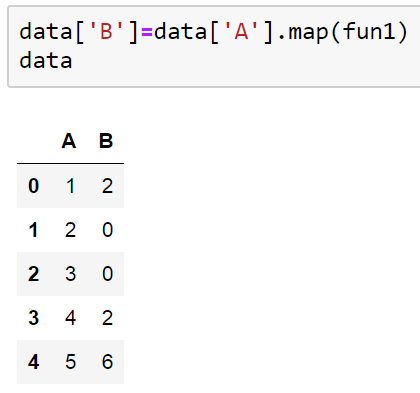 data['B']=data['A'].map(fun1)
data
A B
0 1 2
1 2 0
2 3 0
3 4 2
4 5 6